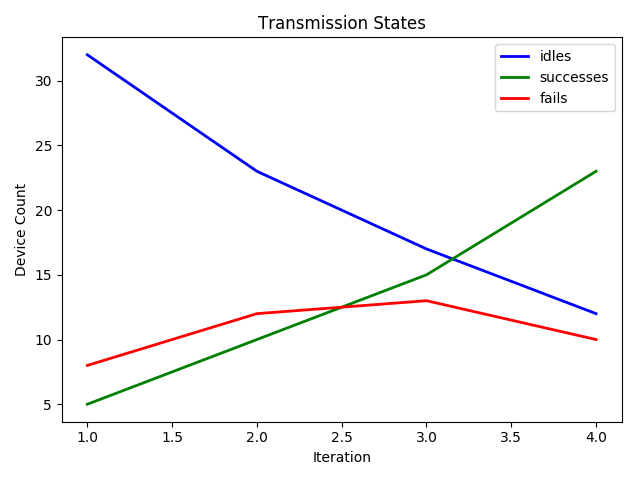 Transmission States
idles
successes
fails
30
25
20
15
10
5
Device Count
1.0 1.5 2.0 2.5 3.0 3.5 4.0
Iteration